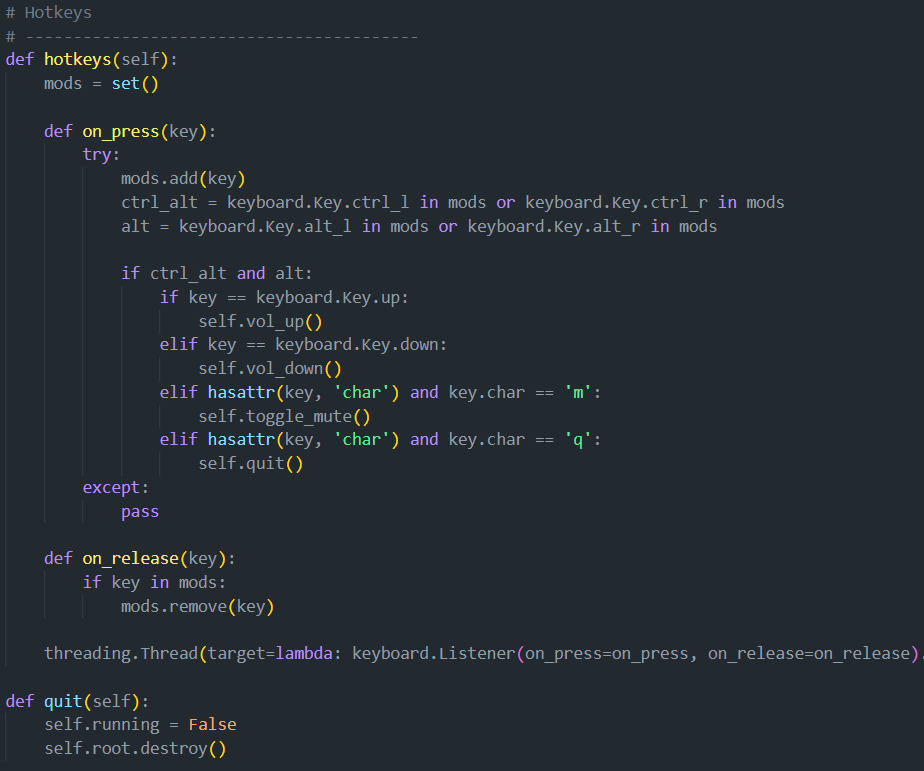 # Hotkeys
# -----------------------------------------
def hotkeys(self):
    mods = set()

    def on_press(key):
        try:
            mods.add(key)
            ctrl_alt = keyboard.Key.ctrl_l in mods or keyboard.Key.ctrl_r in mods
            alt = keyboard.Key.alt_l in mods or keyboard.Key.alt_r in mods

            if ctrl_alt and alt:
                if key == keyboard.Key.up:
                    self.vol_up()
                elif key == keyboard.Key.down:
                    self.vol_down()
                elif hasattr(key, 'char') and key.char == 'm':
                    self.toggle_mute()
                elif hasattr(key, 'char') and key.char == 'q':
                    self.quit()
        except:
            pass

    def on_release(key):
        if key in mods:
            mods.remove(key)

    threading.Thread(target=lambda: keyboard.Listener(on_press=on_press, on_release=on_release).

def quit(self):
    self.running = False
    self.root.destroy()